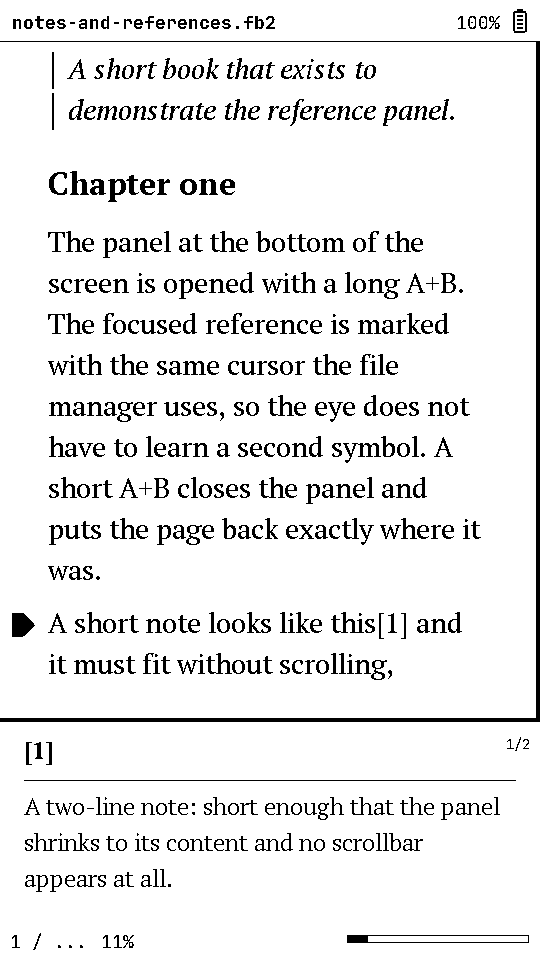 notes-and-references.fb2 100%
A short book that exists to
demonstrate the reference panel.
Chapter one
The panel at the bottom of the
screen is opened with a long A+B.
The focused reference is marked
with the same cursor the file
manager uses, so the eye does not
have to learn a second symbol. A
short A+B closes the panel and
puts the page back exactly where it
was.
A short note looks like this[1] and
it must fit without scrolling,
[1] 1/2
A two-line note: short enough that the panel
shrinks to its content and no scrollbar
appears at all.
1 / ... 11%